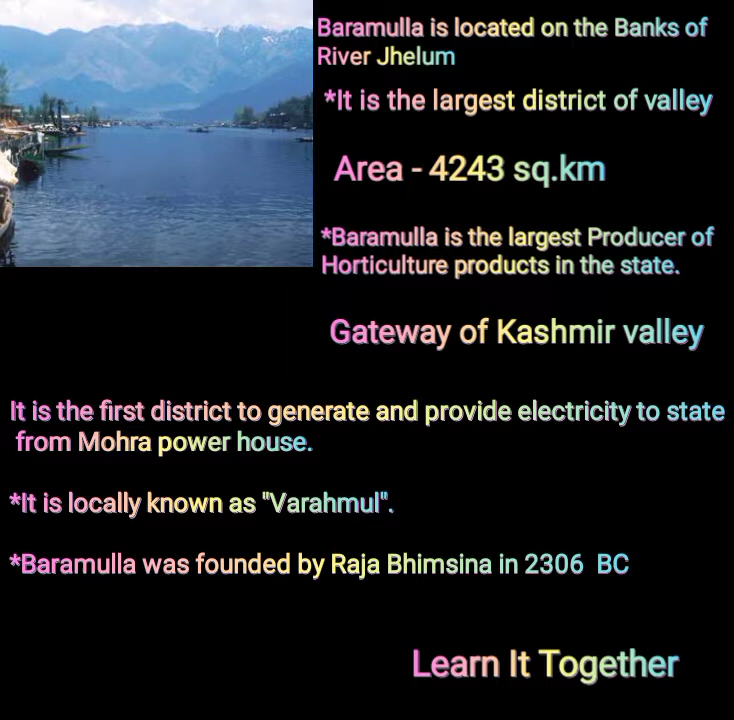 Baramulla is located on the Banks of
River Jhelum
*It is the largest district of valley
Area - 4243 sq.km
*Baramulla is the largest Producer of
Horticulture products in the state.
Gateway of Kashmir valley
It is the first district to generate and provide electricity to state
from Mohra power house.
*It is locally known as "Varahmul".
*Baramulla was founded by Raja Bhimsina in 2306 BC
Learn It Together